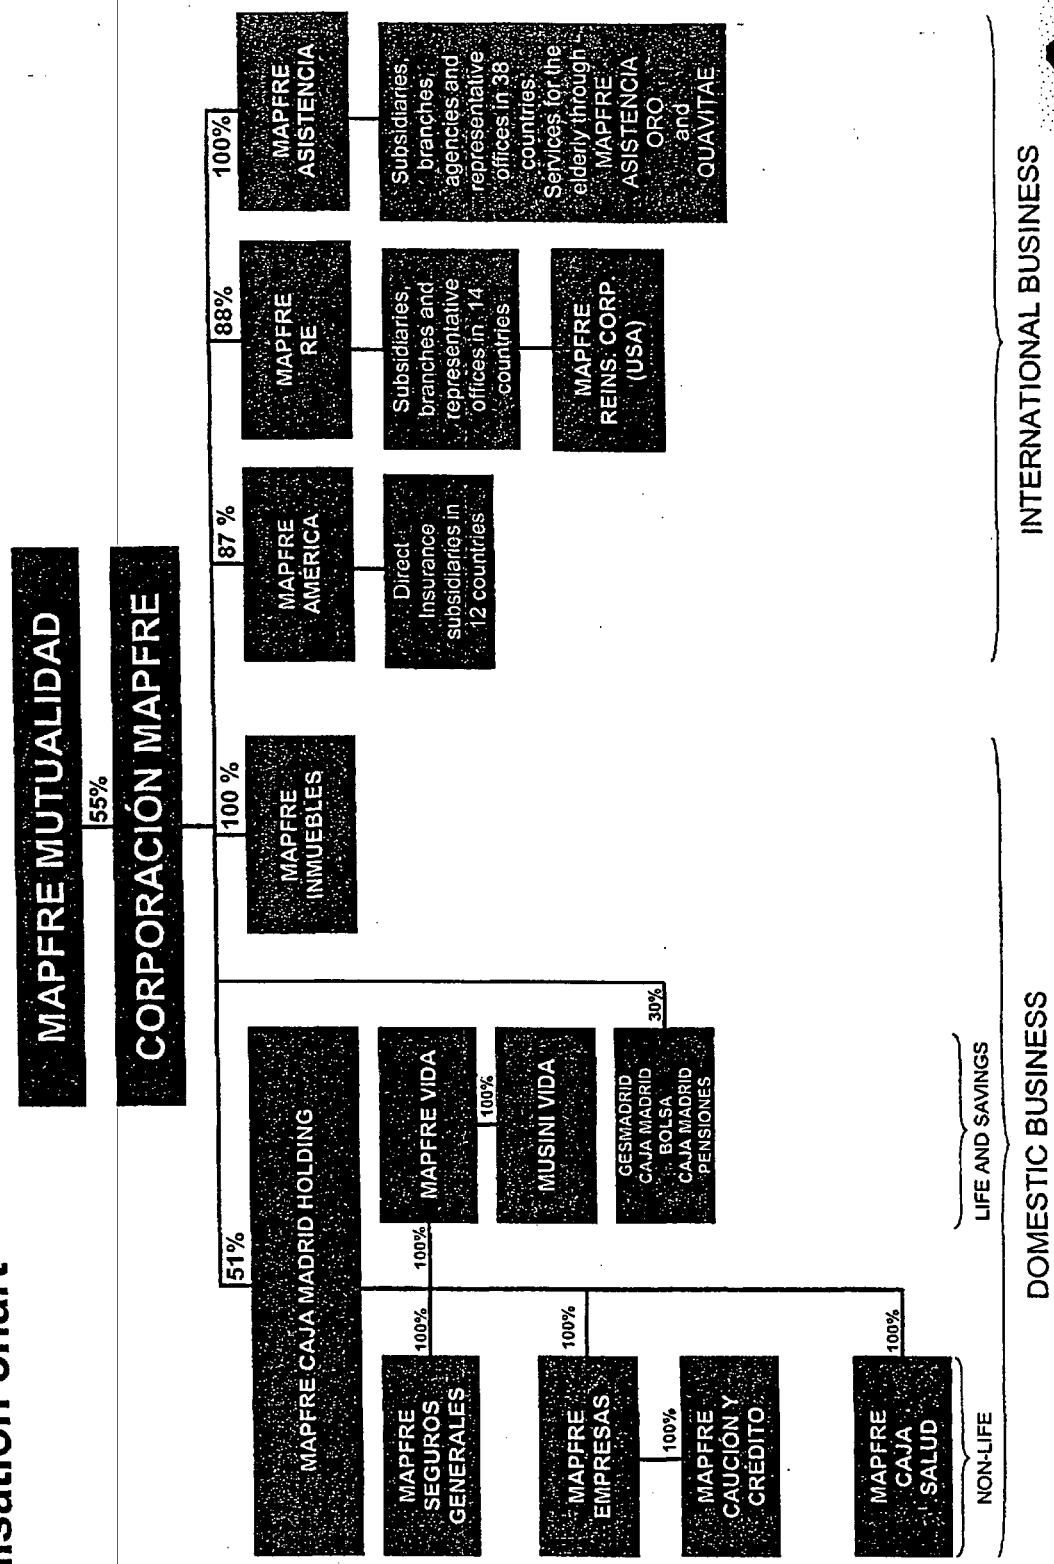 MAPFRE MUTUALIDAD
55%
CORPORACIÓN MAPFRE
51%
MAPFRE CAJA MADRID HOLDING
100%
MAPFRE
SEGUROS
GENERALES
100%
MAPFRE VIDA
100%
MUSINI VIDA
30%
GESMADRID
CAJA MADRID
BOLSA
CAJA MADRID
PENSIONES
100%
MAPFRE
EMPRESAS
100%
MAPFRE
CAUCIÓN Y
CRÉDITO
100%
MAPFRE
CAJA
SALUD
100 %
MAPFRE
INMUEBLES
87 %
MAPFRE
AMÉRICA
Direct
Insurance
subsidiaries in
12 countries
88%
MAPFRE
RE
Subsidiaries,
branches and
representative
offices in 14
countries
MAPFRE
REINS. CORP.
(USA)
100%
MAPFRE
ASISTENCIA
Subsidiaries,
branches,
agencies and
representative
offices in 38
countries.
Services for the
elderly through
MAPFRE
ASISTENCIA
ORO
and
QUAVITAE
NON-LIFE
LIFE AND SAVINGS
DOMESTIC BUSINESS
INTERNATIONAL BUSINESS